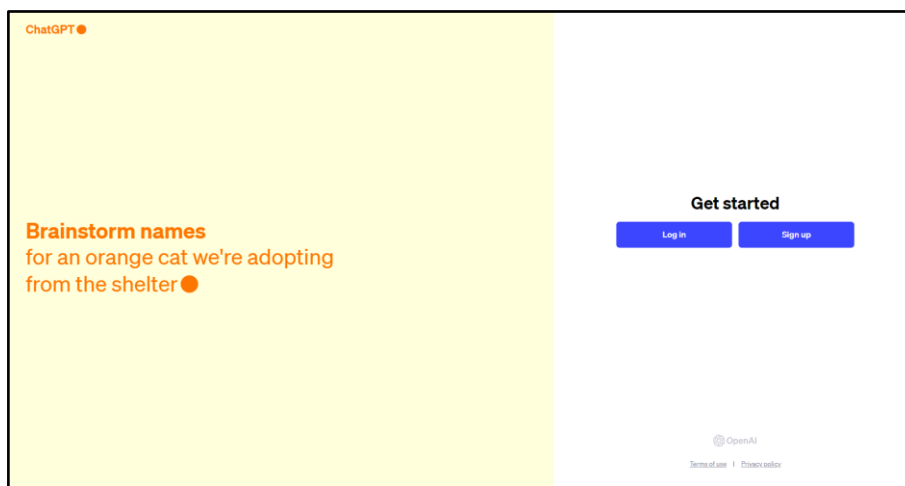 ChatGPT
Brainstorm names
for an orange cat we're adopting
from the shelter
Get started
Log in Sign up
OpenAI
Terms of use | Privacy policy